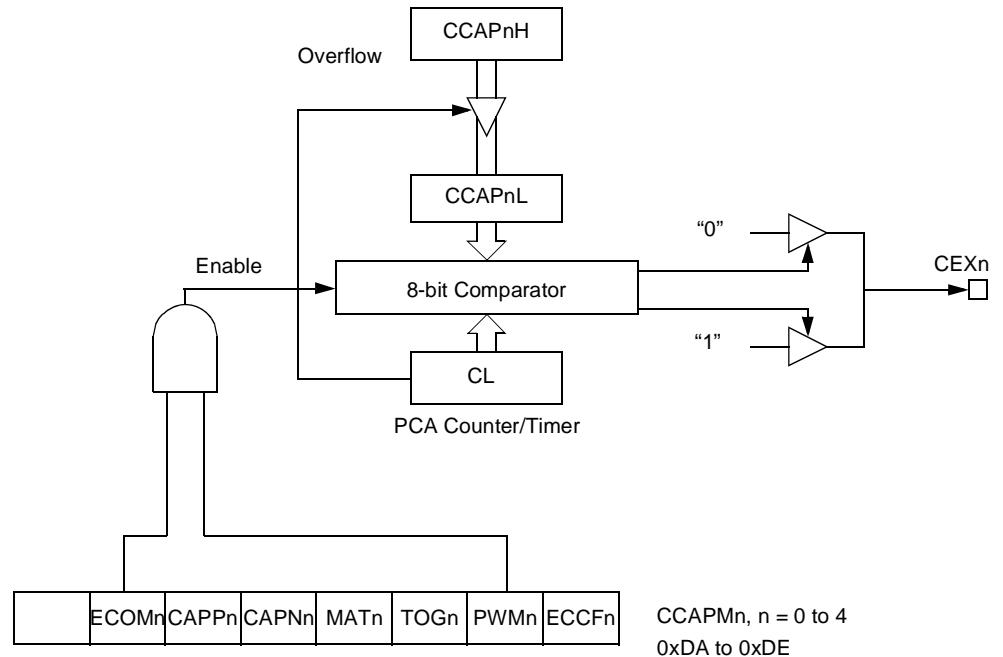 CCAPnH
Overflow
CCAPnL
“0”
Enable
CEXn
8-bit Comparator
“1”
CL
PCA Counter/Timer
ECOMn CAPPn CAPNn MATn TOGn PWMn ECCFn
CCAPMn, n = 0 to 4
0xDA to 0xDE